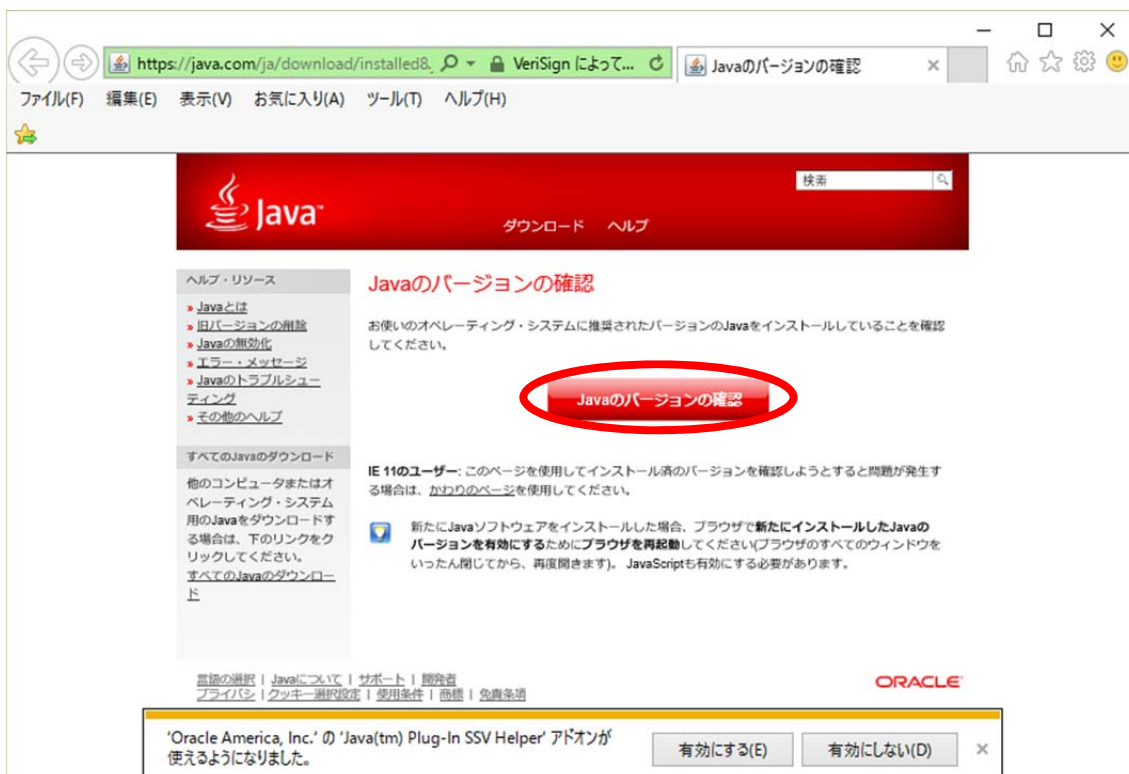 https://java.com/ja/download/installed8.
VeriSign によって...
Javaのバージョンの確認
ファイル(F) 編集(E) 表示(V) お気に入り(A) ツール(T) ヘルプ(H)
Java
検索
ダウンロード ヘルプ
ヘルプ・リソース
» Javaとは
» 旧バージョンの削除
» Javaの無効化
» エラー・メッセージ
» Javaのトラブルシュー
ティング
» その他のヘルプ
すべてのJavaのダウンロード
他のコンピュータまたはオ
ペレーティング・システム
用のJavaをダウンロードす
る場合は、下のリンクをク
リックしてください。
すべてのJavaのダウンロー
ド
Javaのバージョンの確認
お使いのオペレーティング・システムに推奨されたバージョンのJavaをインストールしていることを確認
してください。
Javaのバージョンの確認
IE 11のユーザー: このページを使用してインストール済のバージョンを確認しようとすると問題が発生す
る場合は、かわりのページを使用してください。
新たにJavaソフトウェアをインストールした場合、ブラウザで新たにインストールしたJavaの
バージョンを有効にするためにブラウザを再起動してください(ブラウザのすべてのウィンドウを
いったん閉じてから、再度開きます)。 JavaScriptも有効にする必要があります。
言語の選択 | Javaについて | サポート | 開発者
プライバシ | クッキー選択設定 | 使用条件 | 商標 | 免責条項
ORACLE
'Oracle America, Inc.' の 'Java(tm) Plug-In SSV Helper' アドオンが
使えるようになりました。
有効にする(E) 有効にしない(D)